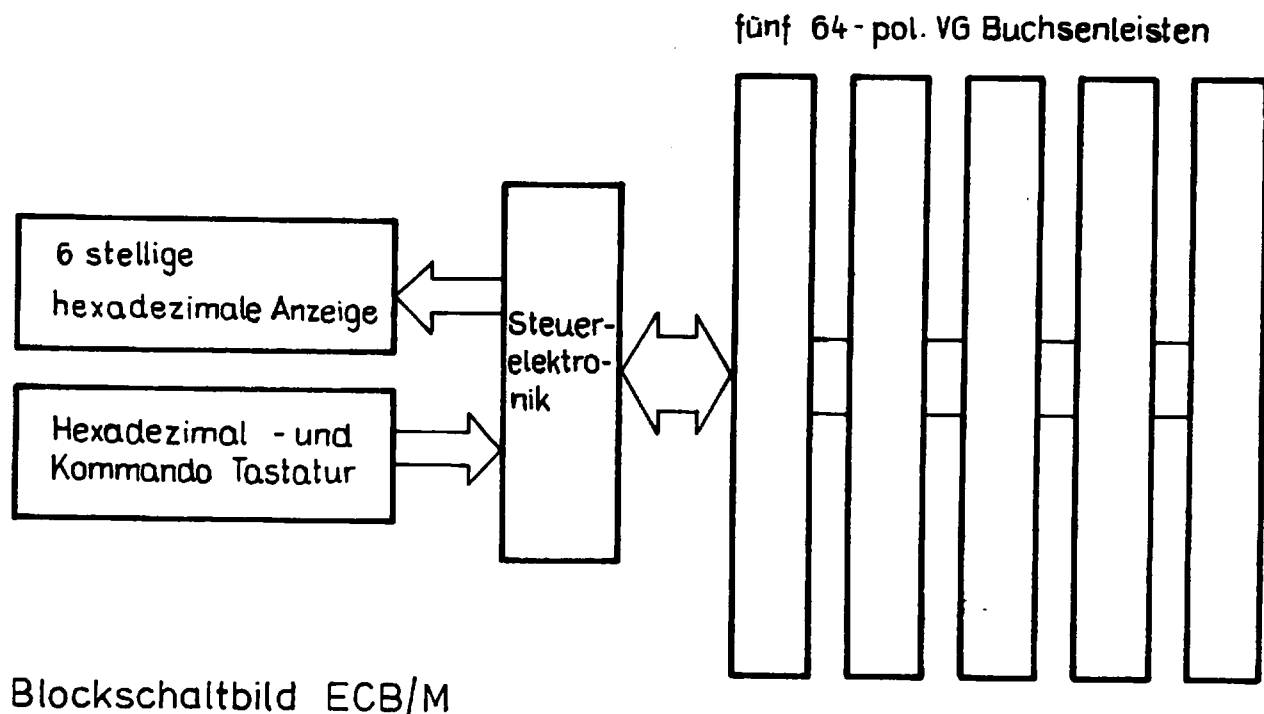 fünf 64-pol. VG Buchsenleisten
6 stellige
hexadezimale Anzeige
Steuer-
elektro-
nik
Hexadezimal - und
Kommando Tastatur
Blockschaltbild ECB/M